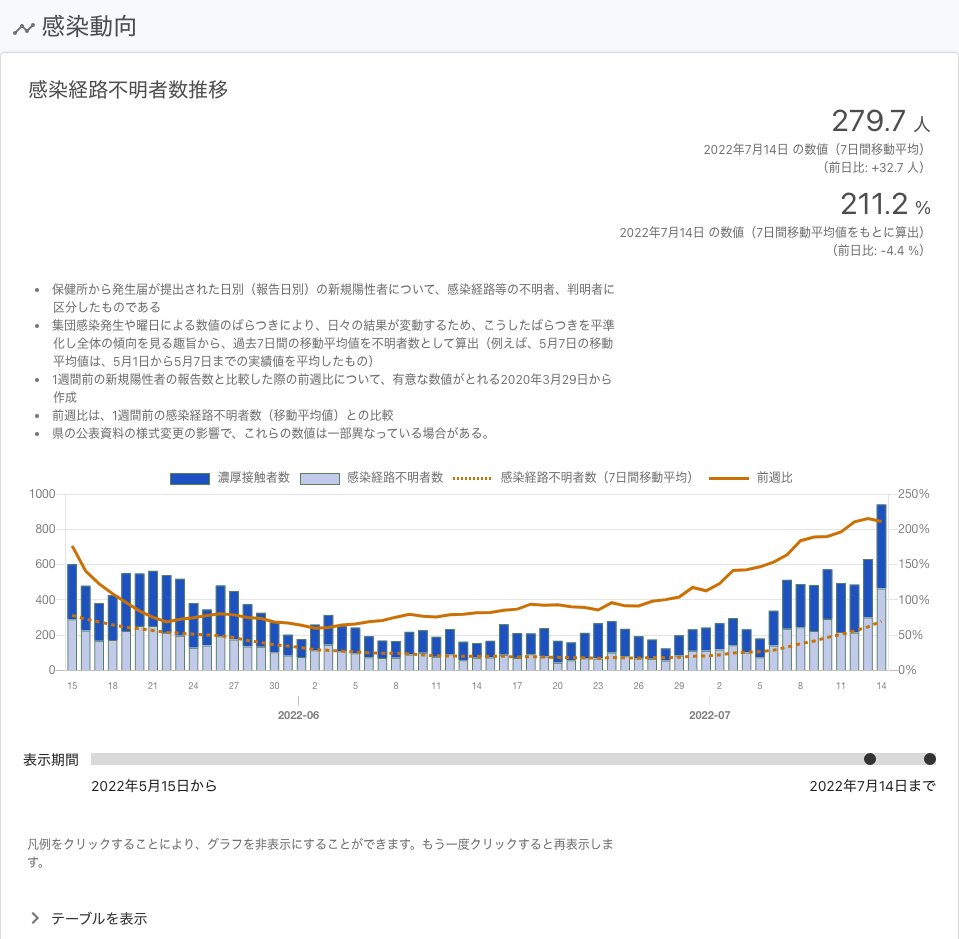 感染動向
感染経路不明者数推移
279.7 人
2022年7月14日 の数値（7日間移動平均）
（前日比: +32.7 人）
211.2 %
2022年7月14日 の数値（7日間移動平均値をもとに算出）
（前日比: -4.4 %）
• 保健所から発生届が提出された日別（報告日別）の新規陽性者について、感染経路等の不明者、判明者に
区分したものである
• 集団感染発生や曜日による数値のばらつきにより、日々の結果が変動するため、こうしたばらつきを平準
化し全体の傾向を見る趣旨から、過去7日間の移動平均値を不明者数として算出（例えば、5月7日の移動
平均値は、5月1日から5月7日までの実績値を平均したもの）
• 1週間前の新規陽性者の報告数と比較した際の前週比について、有意な数値がとれる2020年3月29日から
作成
• 前週比は、1週間前の感染経路不明者数（移動平均値）との比較
• 県の公表資料の様式変更の影響で、これらの数値は一部異なっている場合がある。
濃厚接触者数 感染経路不明者数 感染経路不明者数（7日間移動平均） 前週比
1000 250%
800 200%
600 150%
400 100%
200 50%
0 0%
15 18 21 24 27 30 2 5 8 11 14 17 20 23 26 29 2 5 8 11 14
2022-06 2022-07
表示期間
2022年5月15日から 2022年7月14日まで
凡例をクリックすることにより、グラフを非表示にすることができます。もう一度クリックすると再表示しま
す。
テーブルを表示